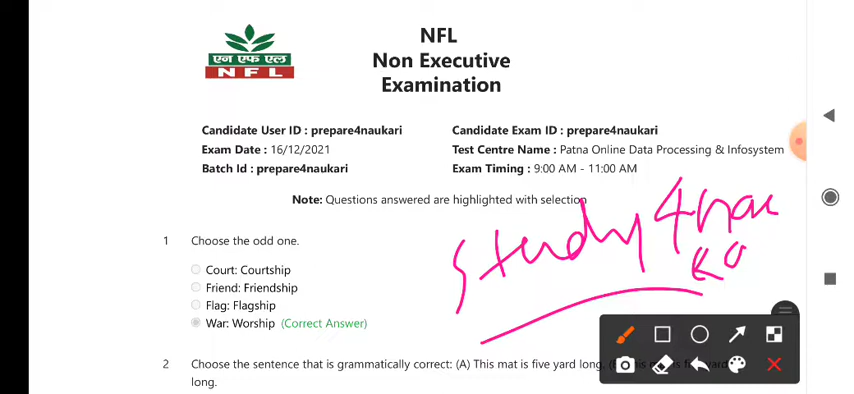 एन एफ एल
NFL
NFL
Non Executive
Examination
Candidate User ID : prepare4naukari
Candidate Exam ID : prepare4naukari
Exam Date : 16/12/2021
Test Centre Name : Patna Online Data Processing & Infosystem
Batch Id : prepare4naukari
Exam Timing : 9:00 AM - 11:00 AM
Note: Questions answered are highlighted with selection
Study 4 nau
1 Choose the odd one.
Court: Courtship
Friend: Friendship
Flag: Flagship
War: Worship (Correct Answer)
2 Choose the sentence that is grammatically correct: (A) This mat is five yard long, (B)
long.